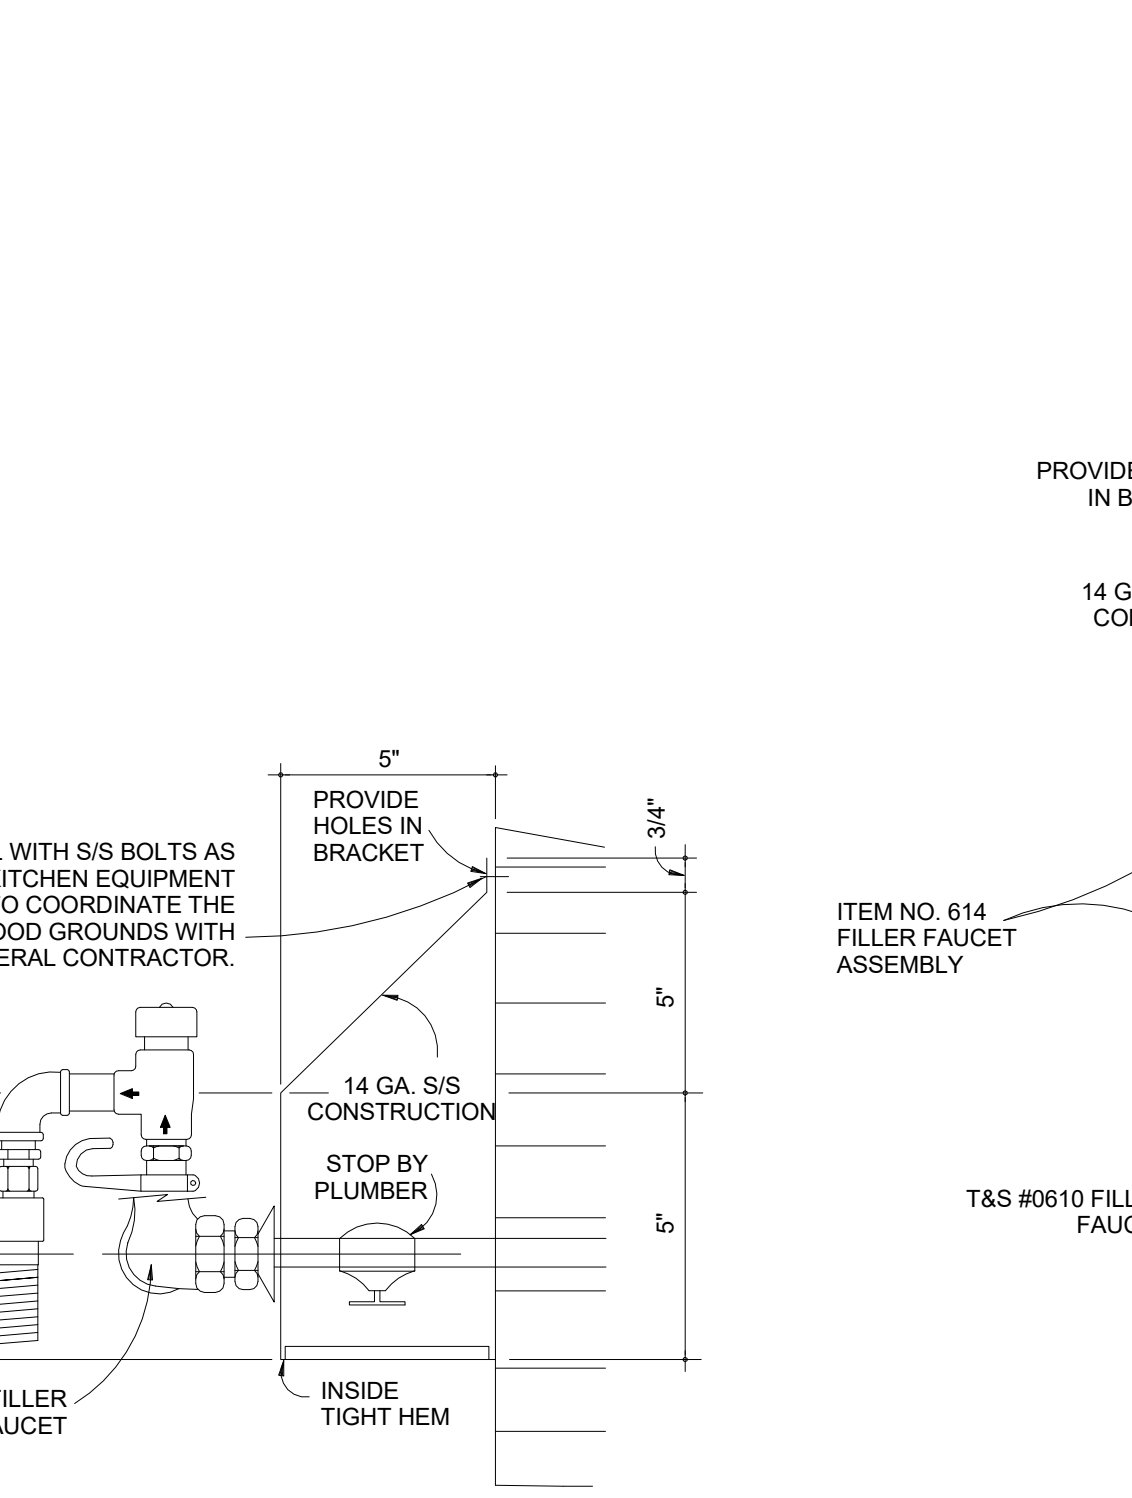 PROVIDE
IN B
14 G
5"
PROVIDE
HOLES IN
BRACKET
3/4"
WITH S/S BOLTS AS
KITCHEN EQUIPMENT
TO COORDINATE THE
OOD GROUNDS WITH
ERAL CONTRACTOR.
ITEM NO. 614
FILLER FAUCET
ASSEMBLY
5"
14 GA. S/S
CONSTRUCTION
STOP BY
PLUMBER
5"
T&S #0610 FILL
FAUC
INSIDE
TIGHT HEM
FILLER
AUCET